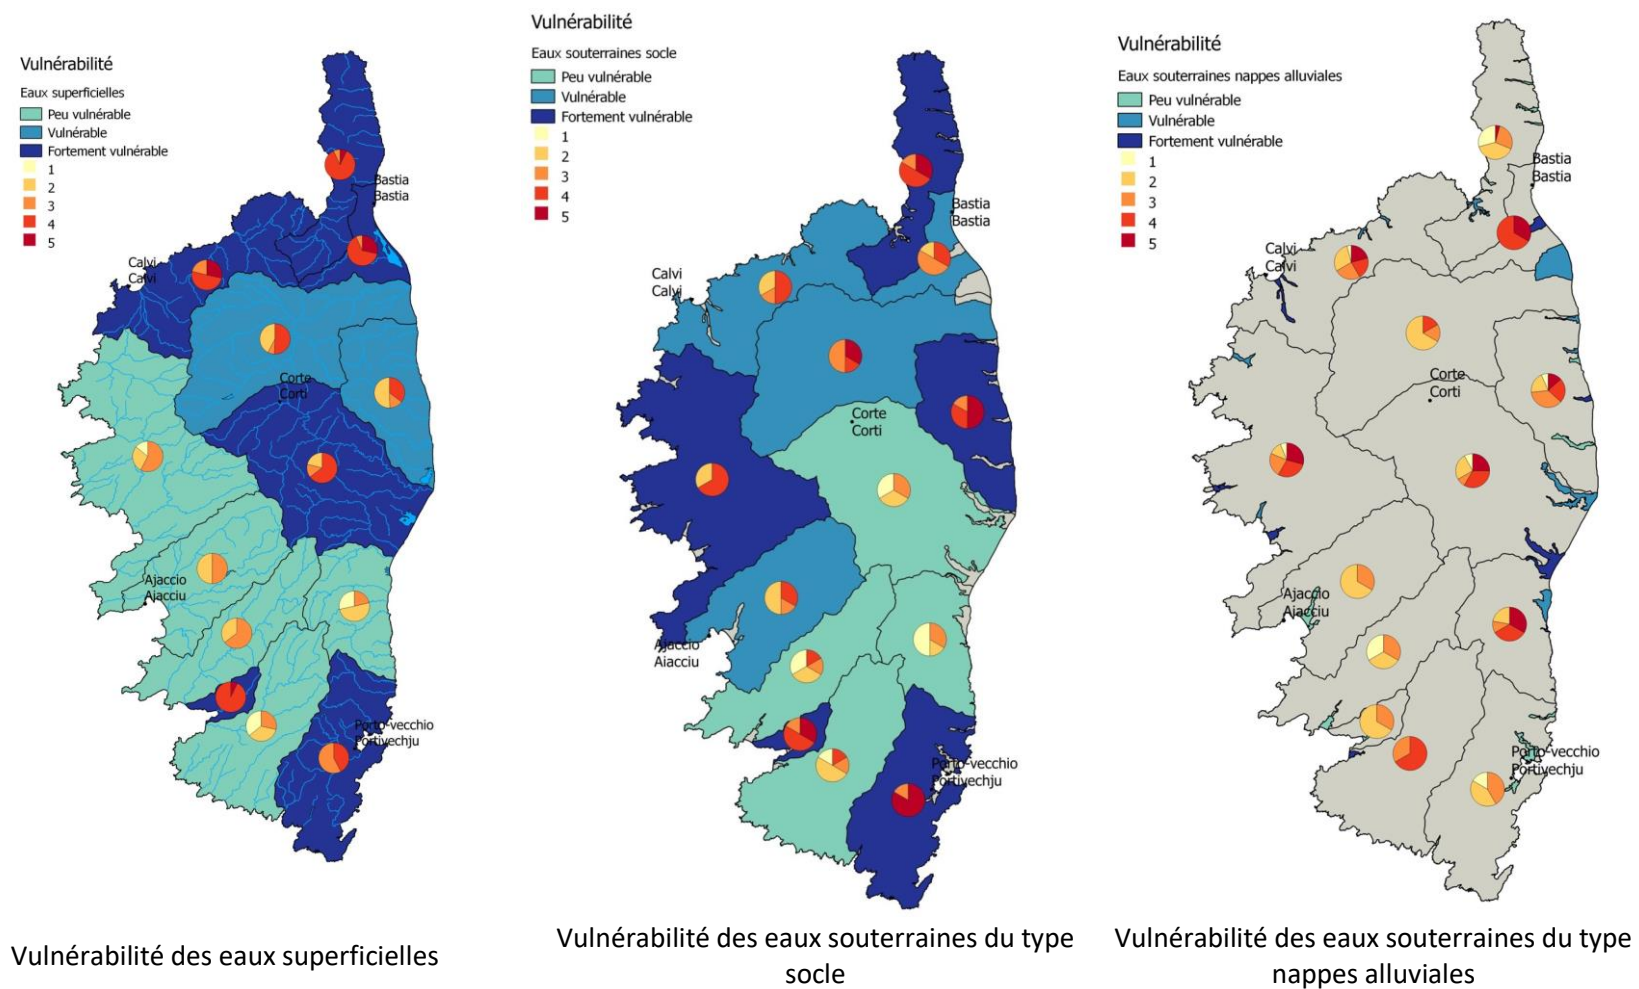 Vulnérabilité
Eaux superficielles
Peu vulnérable
Vulnérable
Fortement vulnérable
1
2
3
4
5
Bastia
Bastia
Calvi
Calvi
Corte
Corti
Ajaccio
Ajacciu
Porto-vecchio
Portivechju
Vulnérabilité des eaux superficielles
Vulnérabilité
Eaux souterraines socle
Peu vulnérable
Vulnérable
Fortement vulnérable
1
2
3
4
5
Bastia
Bastia
Calvi
Calvi
Corte
Corti
Ajaccio
Aiacciu
Porto-vecchio
Portivechju
Vulnérabilité des eaux souterraines du type
socle
Vulnérabilité
Eaux souterraines nappes alluviales
Peu vulnérable
Vulnérable
Fortement vulnérable
1
2
3
4
5
Bastia
Bastia
Calvi
Calvi
Corte
Corti
Ajaccio
Ajacciu
Porto-vecchio
Portivechju
Vulnérabilité des eaux souterraines du type
nappes alluviales